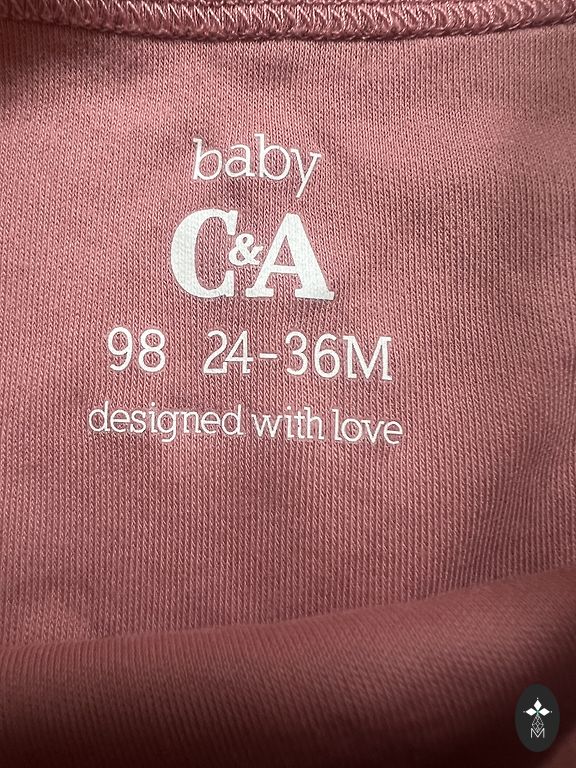 baby
C&A
98 24-36M
designed with love